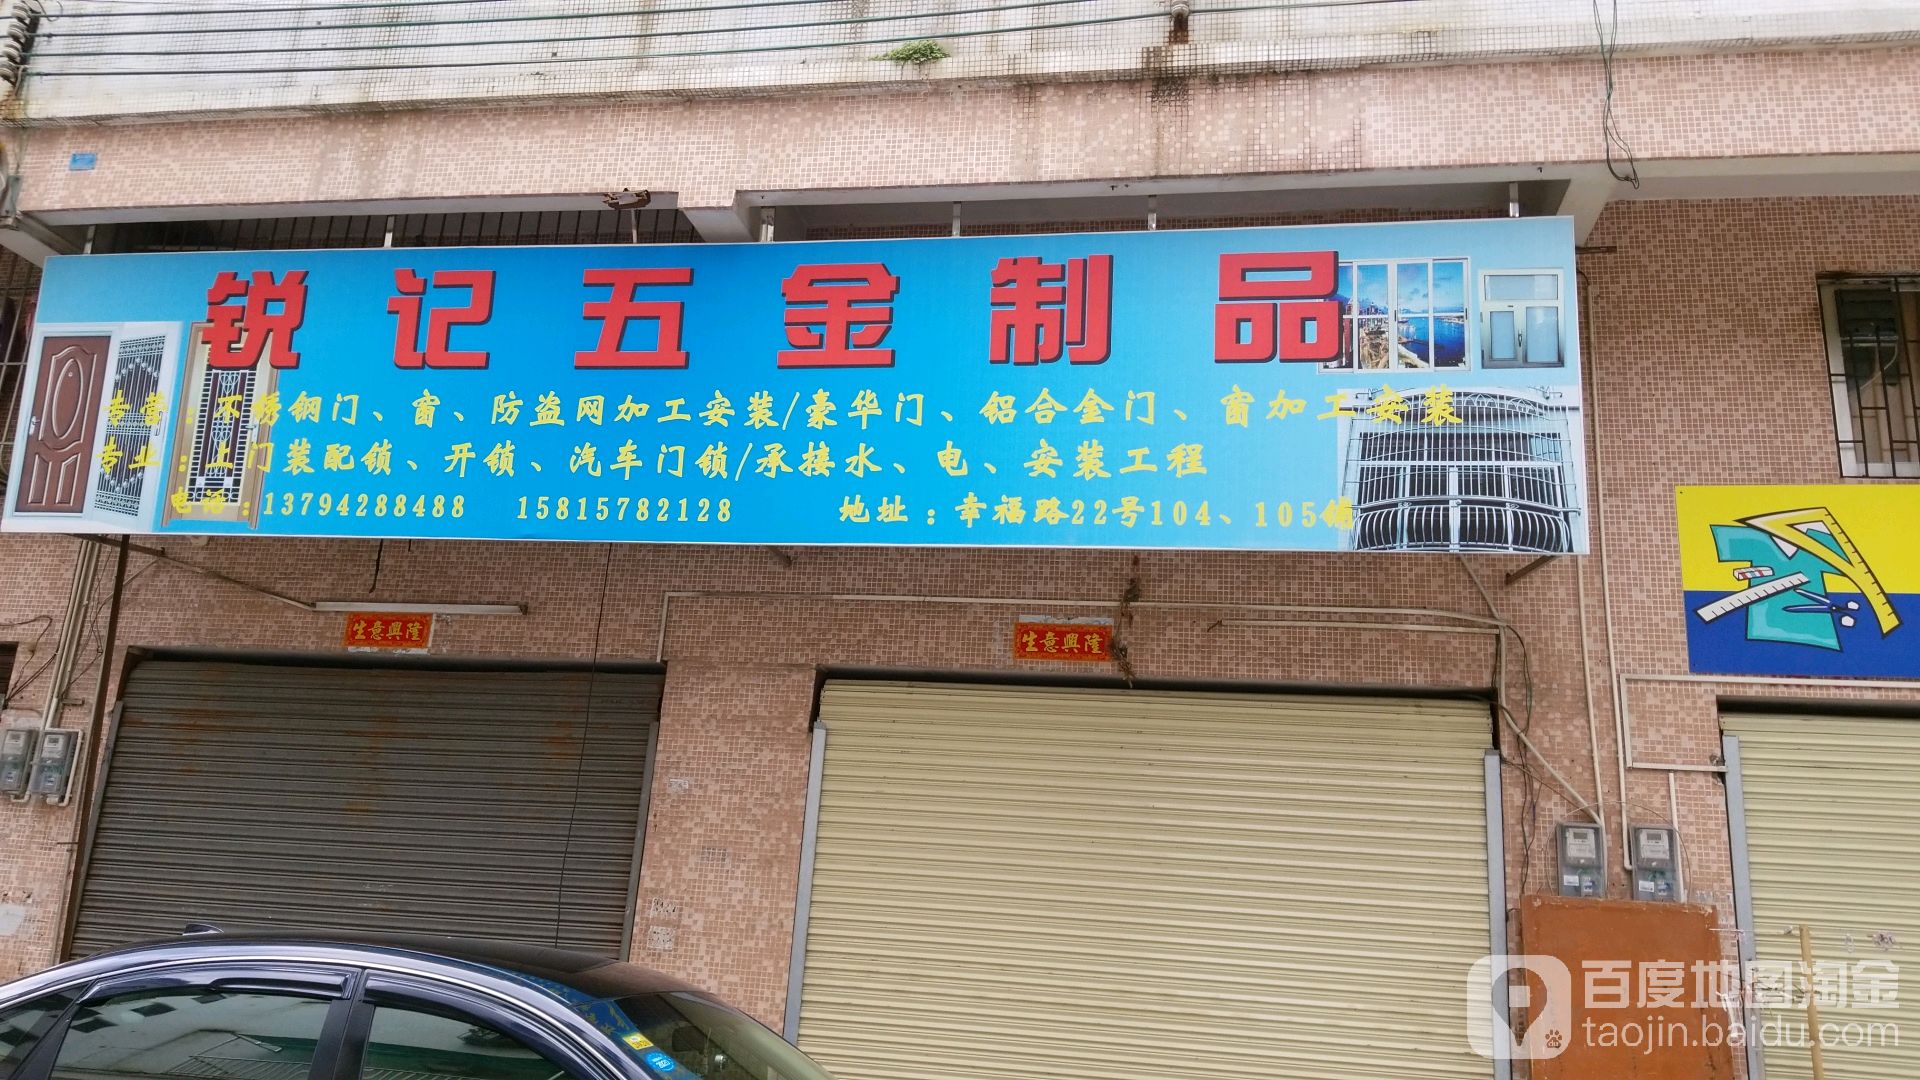 锐记五金制品
专营：不锈钢门、窗、防盗网加工安装/豪华门、铝合金门、窗加工安装
专业：上门装配锁、开锁、汽车门锁/承接水、电、安装工程
电话：13794288488 15815782128 地址：幸福路22号104、105铺
生意興隆
生意興隆
百度地图淘金
taojin.baidu.com